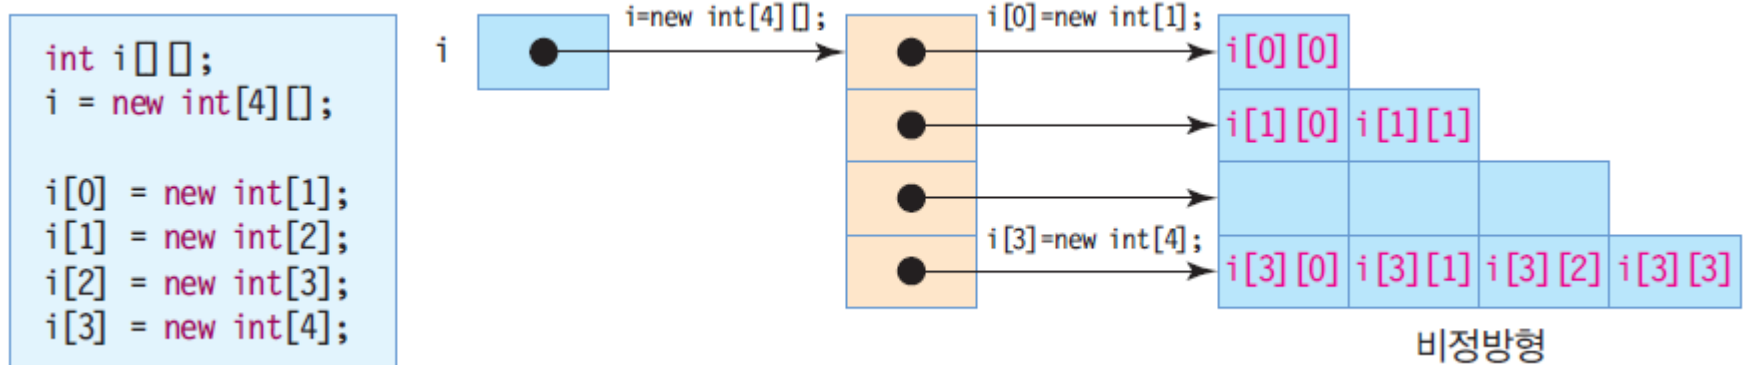 int i[][];
i = new int[4][];
i[0] = new int[1];
i[1] = new int[2];
i[2] = new int[3];
i[3] = new int[4];
i
i=new int[4][];
i[0]=new int[1];
i[0][0]
i[1][0] i[1][1]
i[3]=new int[4];
i[3][0] i[3][1] i[3][2] i[3][3]
비정방형